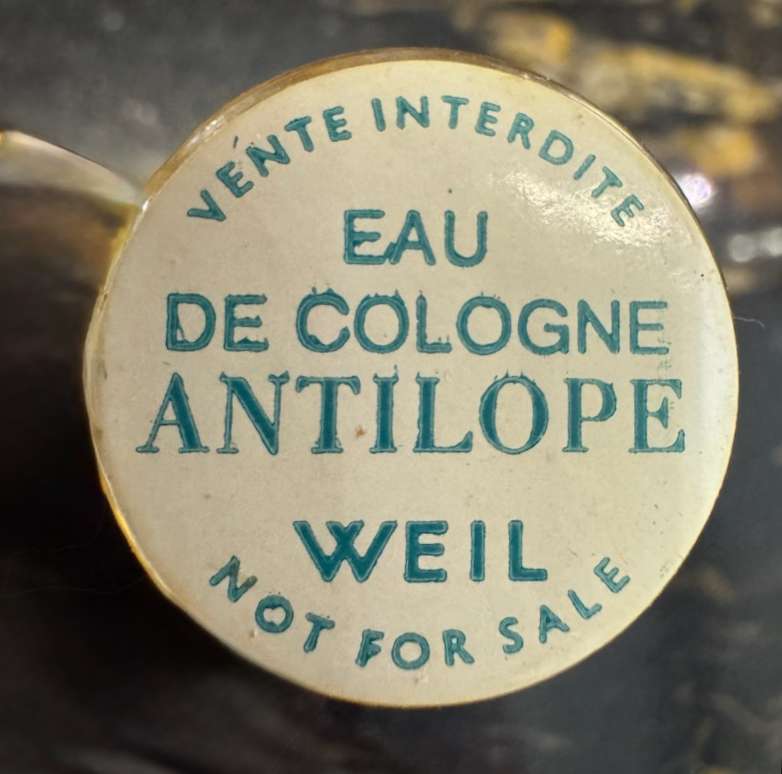 VENTE INTERDITE
EAU
DE COLOGNE
ANTILOPE
WEIL
NOT FOR SALE